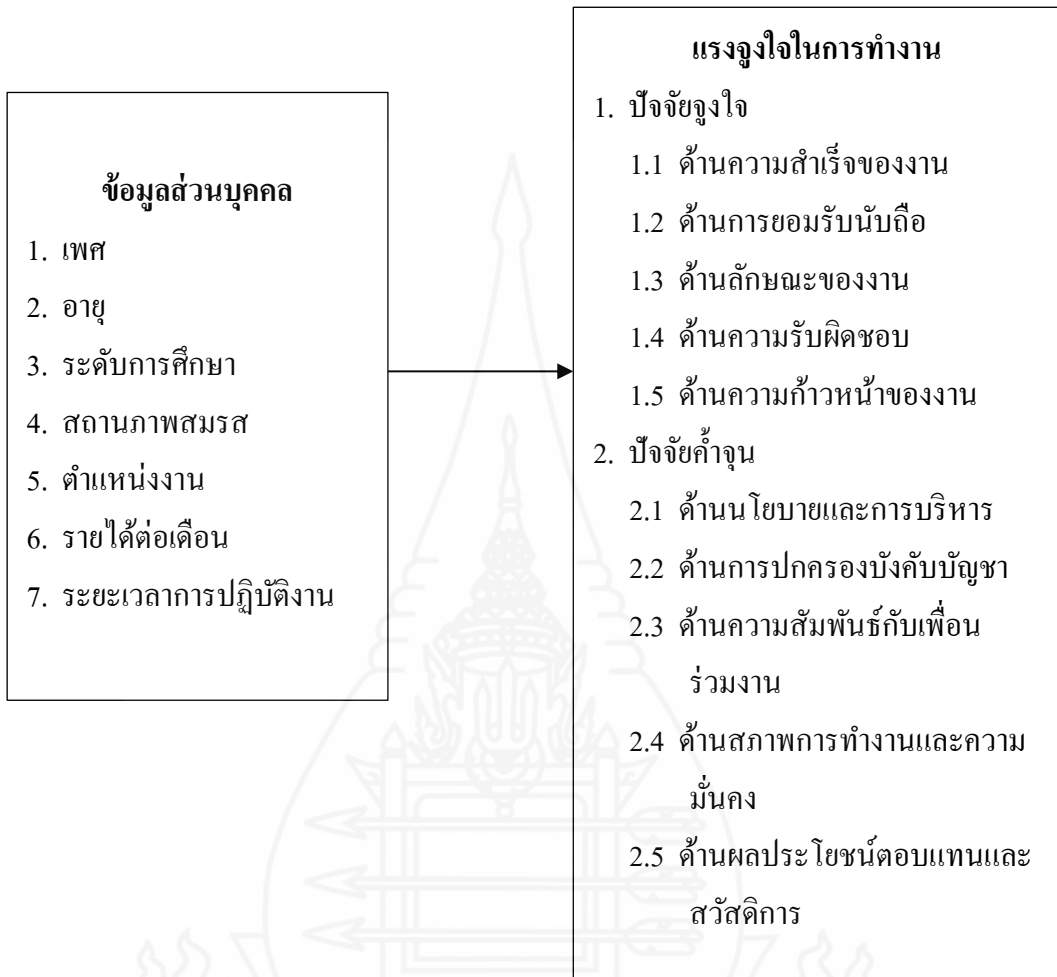 ข้อมูลส่วนบุคคล
1. เพศ
2. อายุ
3. ระดับการศึกษา
4. สถานภาพสมรส
5. ตำแหน่งงาน
6. รายได้ต่อเดือน
7. ระยะเวลาการปฏิบัติงาน
แรงจูงใจในการทำงาน
1. ปัจจัยจูงใจ
1.1 ด้านความสำเร็จของงาน
1.2 ด้านการยอมรับนับถือ
1.3 ด้านลักษณะของงาน
1.4 ด้านความรับผิดชอบ
1.5 ด้านความก้าวหน้าของงาน
2. ปัจจัยค้ำจุน
2.1 ด้านนโยบายและการบริหาร
2.2 ด้านการปกครองบังคับบัญชา
2.3 ด้านความสัมพันธ์กับเพื่อน
ร่วมงาน
2.4 ด้านสภาพการทำงานและความ
มั่นคง
2.5 ด้านผลประโยชน์ตอบแทนและ
สวัสดิการ